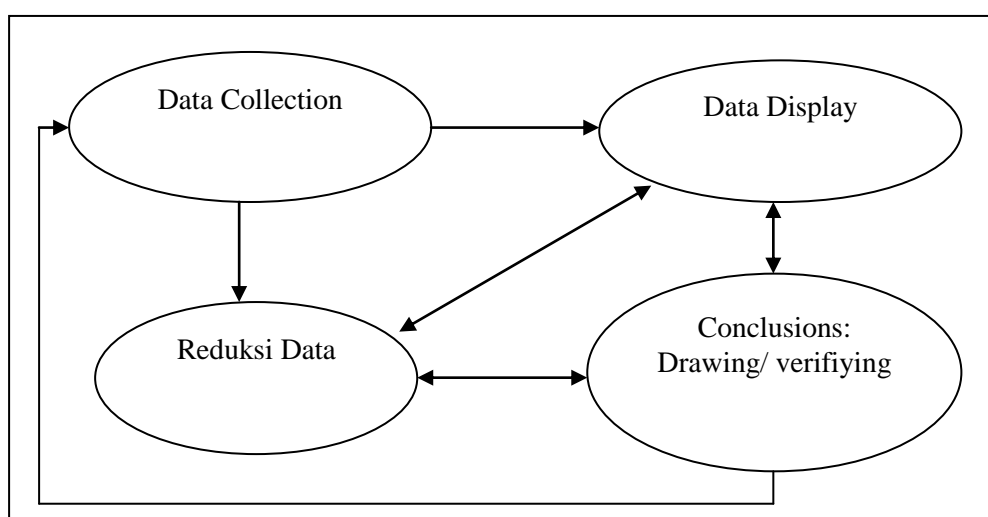 Data Collection
Data Display
Reduksi Data
Conclusions:
Drawing/ verifiying